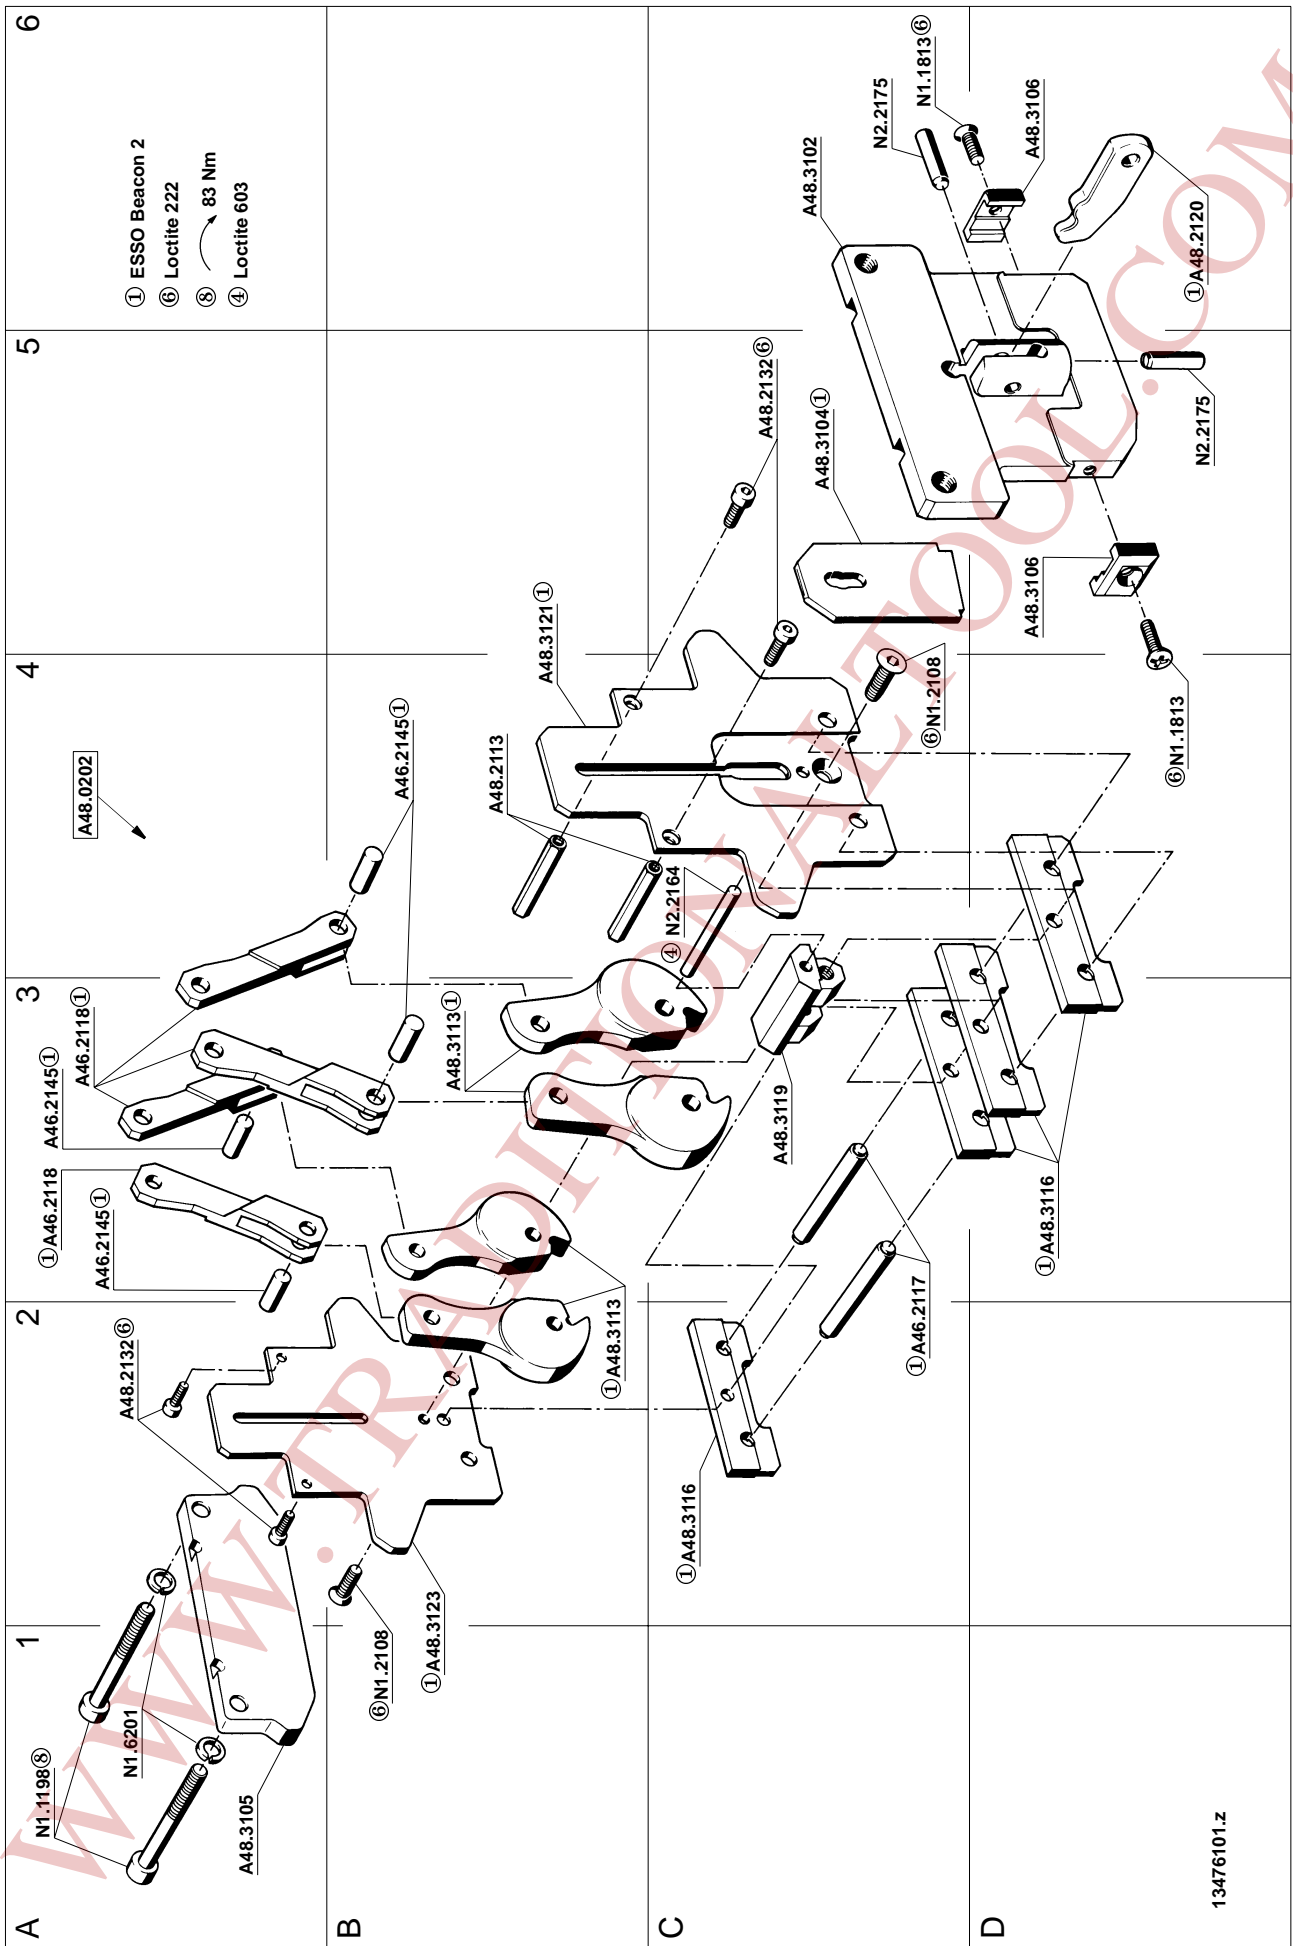 1
2
3
4
5
6
A
B
C
D
① ESSO Beacon 2
⑥ Loctite 222
⑧ 83 Nm
④ Loctite 603
A48.0202
N1.1198⑧
N1.6201
A48.3105
A48.2132⑥
⑥N1.2108
①A48.3123
①A46.2118
A46.2145①
A46.2145①
A46.2118①
A46.2145①
①A48.3113
A48.3113①
A48.2113
④ N2.2164
A48.3121①
A48.2132⑥
A48.3104①
⑥N1.2108
①A48.3116
①A46.2117
A48.3119
①A48.3116
A48.3102
N2.2175
N1.1813⑥
A48.3106
①A48.2120
N2.2175
A48.3106
⑥N1.1813
13476101.z
WWW.TRADITIONALTOOL.COM